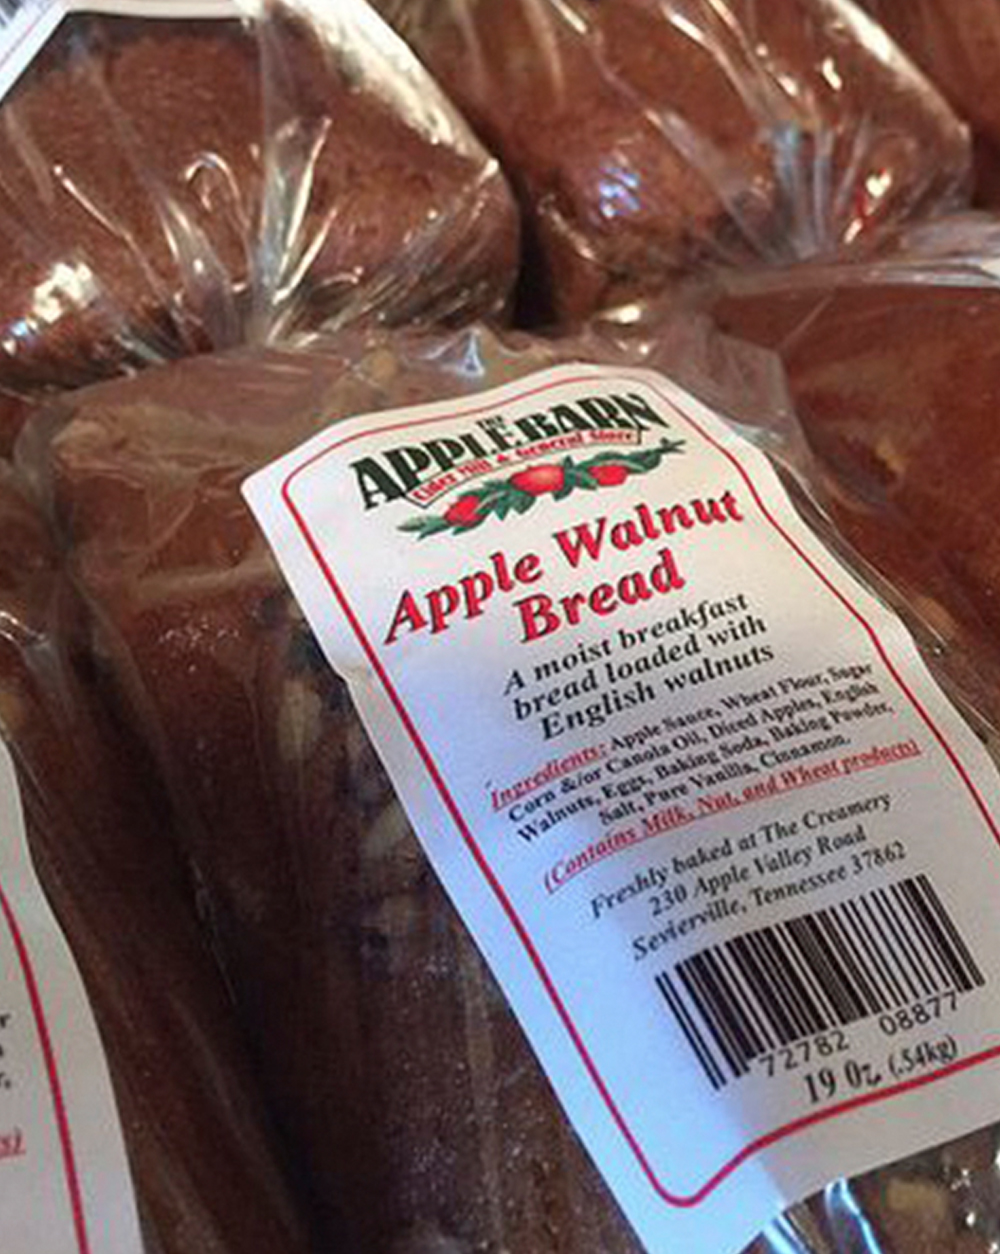 THE
APPLE BARN
Cider Mill & General Store
Apple Walnut
Bread
A moist breakfast
bread loaded with
English walnuts
Ingredients: Apple Sauce, Wheat Flour, Sugar
Corn &/or Canola Oil, Diced Apples, English
Walnuts, Eggs, Baking Soda, Baking Powder,
Salt, Pure Vanilla, Cinnamon.
(Contains Milk, Nut, and Wheat products)
Freshly baked at The Creamery
230 Apple Valley Road
Sevierville, Tennessee 37862
72782 08877
19 Oz. (.54kg)